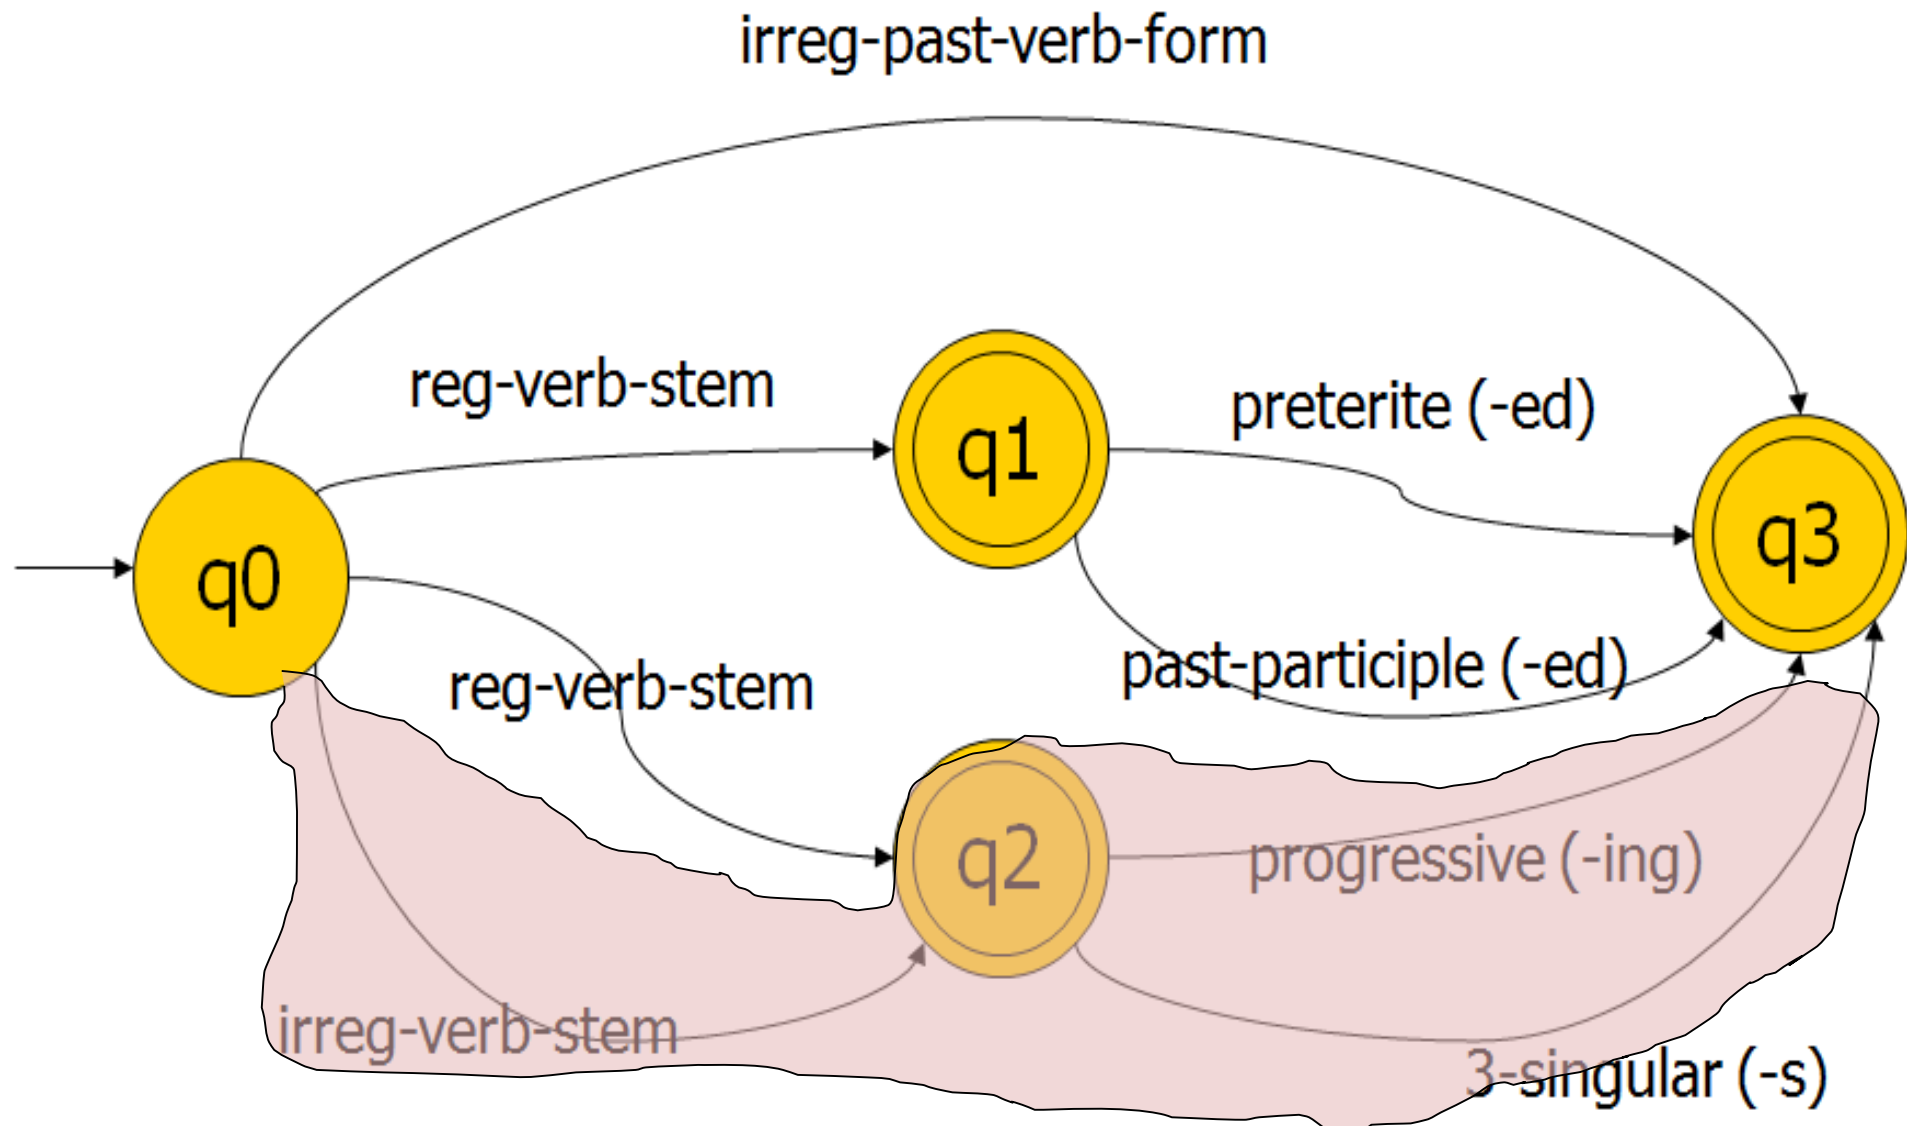 irreg-past-verb-form
reg-verb-stem
preterite (-ed)
q1
q3
q0
reg-verb-stem
past-participle (-ed)
q2
progressive (-ing)
irreg-verb-stem
3-singular (-s)